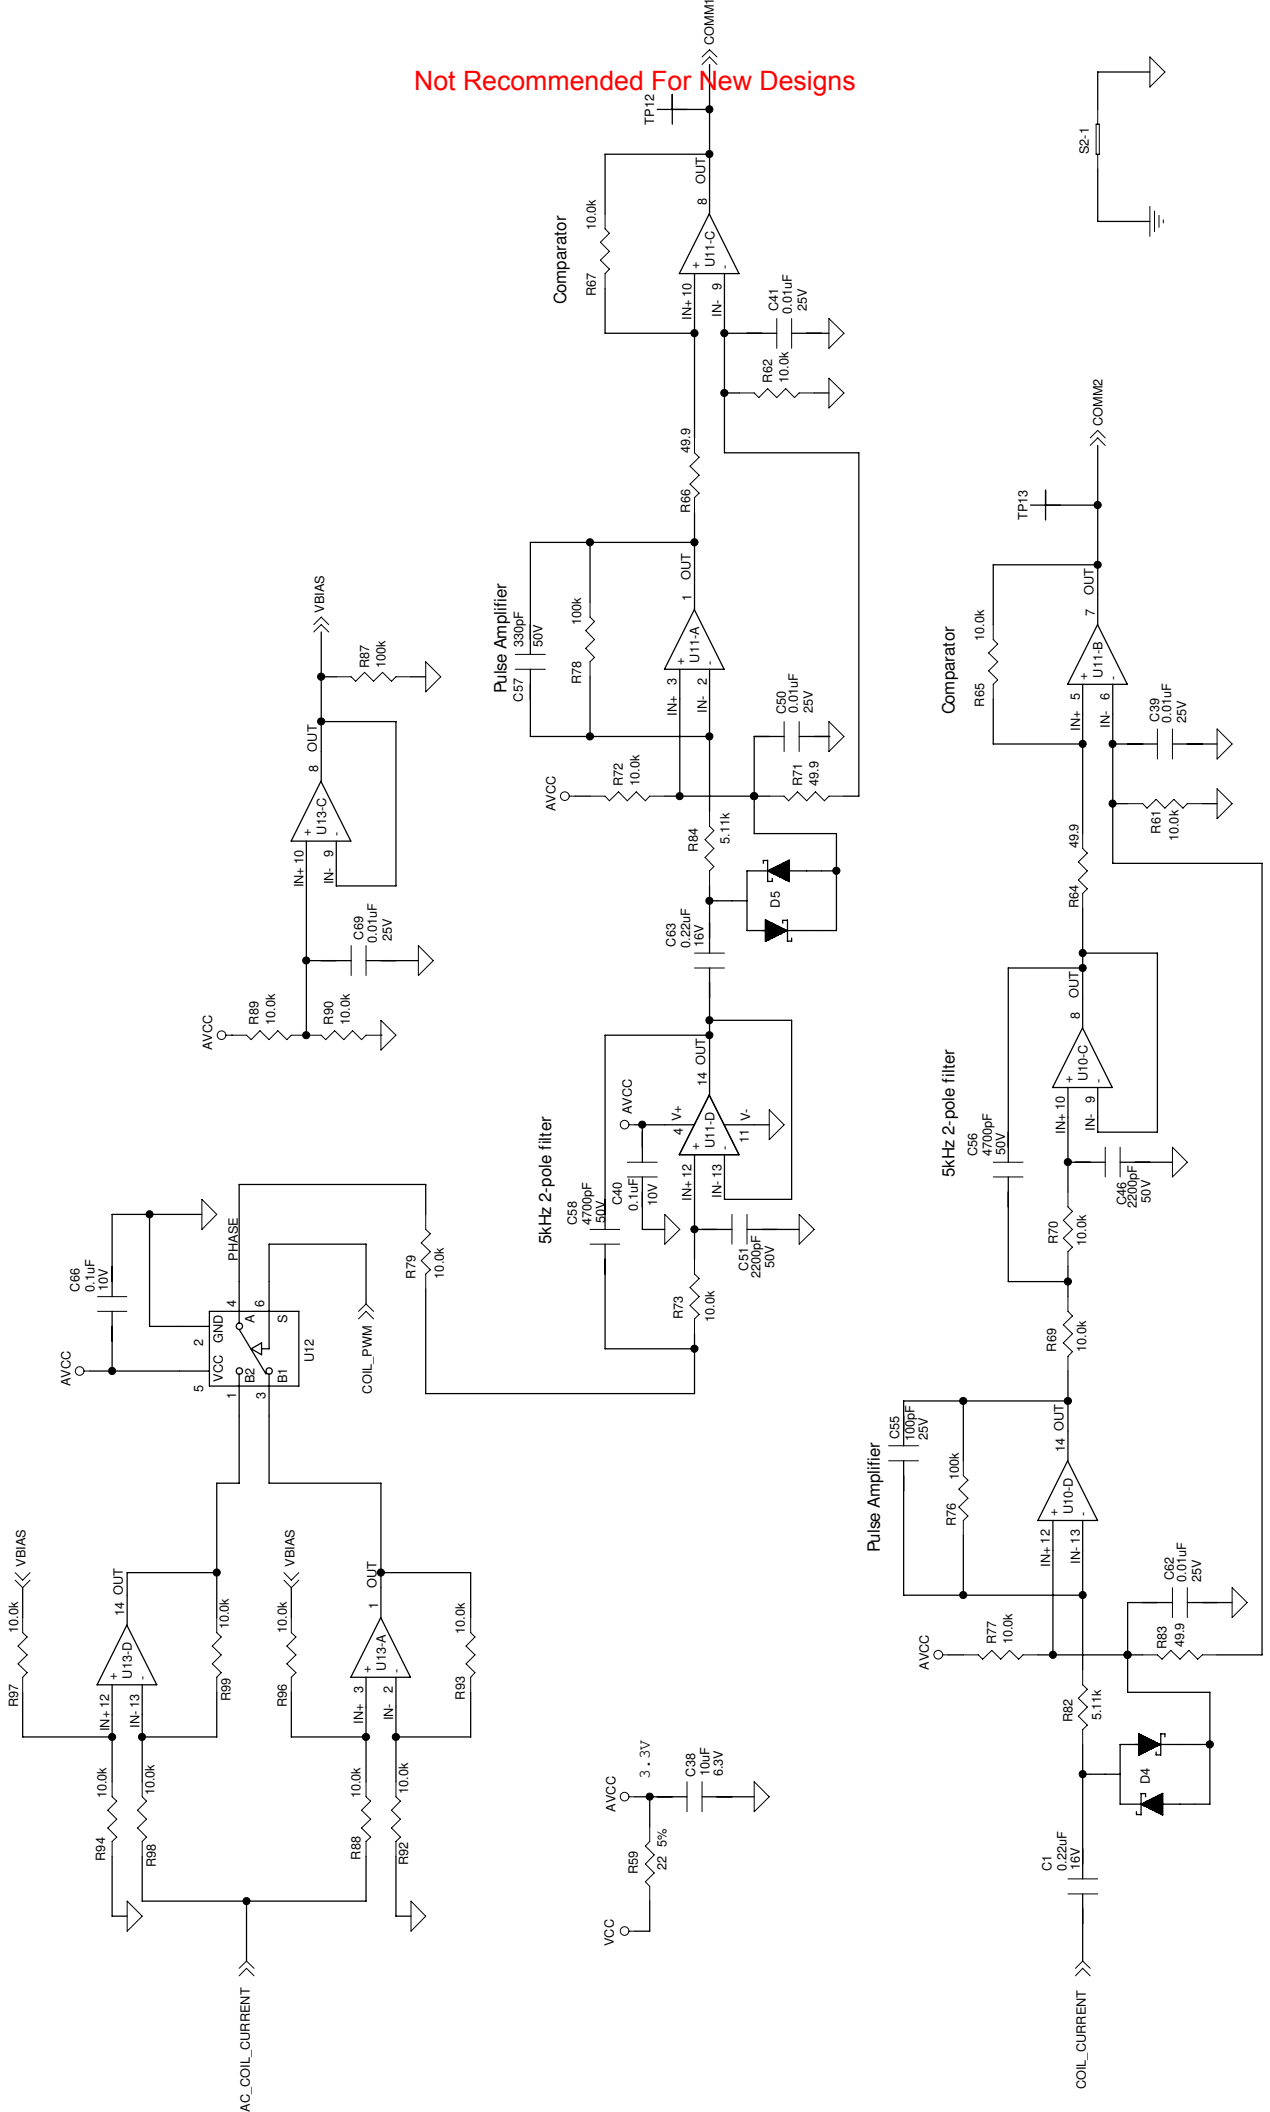 Not Recommended For New Designs
AC_COIL_CURRENT
R94
10.0k
R98
10.0k
R97
10.0k
VBIAS
IN+ 12
IN- 13
+
-
U13-D
14
OUT
R99
10.0k
R88
10.0k
R92
10.0k
R96
10.0k
VBIAS
IN+ 3
IN- 2
+
-
U13-A
1
OUT
R93
10.0k
AVCC
C66
0.1uF
10V
5
VCC
2
GND
1
B2
3
B1
4
A
6
S
U12
PHASE
COIL_PWM
R79
10.0k
AVCC
R89
10.0k
R90
10.0k
C69
0.01uF
25V
IN+ 10
IN- 9
+
-
U13-C
8
OUT
VBIAS
R87
100k
5kHz 2-pole filter
C58
4700pF
50V
C40
0.1uF
10V
AVCC
R73
10.0k
C51
2200pF
50V
IN+ 12
IN- 13
4 V+
11 V-
+
-
U11-D
14 OUT
C63
0.22uF
16V
D5
R84
5.11k
AVCC
R72
10.0k
R71
49.9
C50
0.01uF
25V
Pulse Amplifier
C57
330pF
50V
R78
100k
IN+ 3
IN- 2
+
-
U11-A
1
OUT
R66
49.9
Comparator
R67
10.0k
R62
10.0k
C41
0.01uF
25V
IN+ 10
IN- 9
+
-
U11-C
8
OUT
TP12
COMM1
VCC
R59
22 5%
AVCC
3.3V
C38
10uF
6.3V
COIL_CURRENT
C1
0.22uF
16V
D4
R82
5.11k
AVCC
R77
10.0k
R83
49.9
C62
0.01uF
25V
Pulse Amplifier
C55
100pF
25V
R76
100k
IN+ 12
IN- 13
+
-
U10-D
14 OUT
R69
10.0k
R70
10.0k
5kHz 2-pole filter
C56
4700pF
50V
C46
2200pF
50V
IN+ 10
IN- 9
+
-
U10-C
8
OUT
R64
49.9
Comparator
R65
10.0k
R61
10.0k
C39
0.01uF
25V
IN+ 5
IN- 6
+
-
U11-B
7
OUT
TP13
COMM2
S2-1